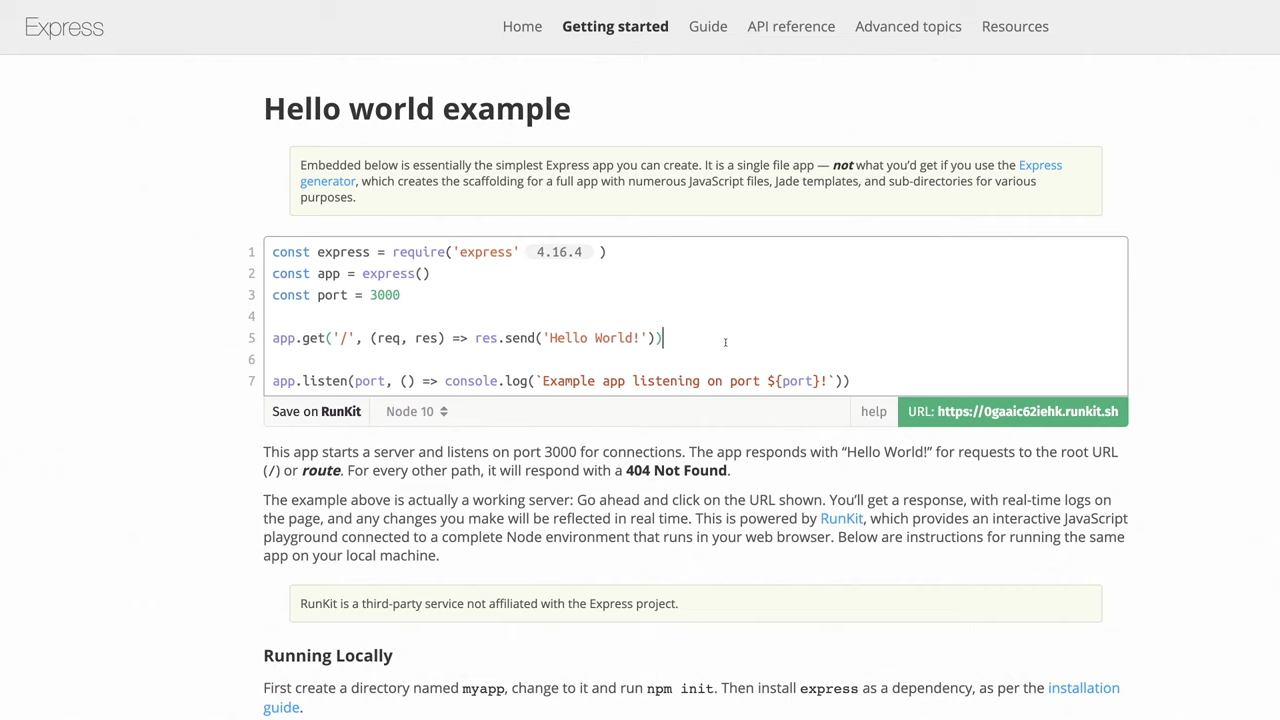 Express
Home Getting started Guide API reference Advanced topics Resources
Hello world example
Embedded below is essentially the simplest Express app you can create. It is a single file app — not what you’d get if you use the Express
generator, which creates the scaffolding for a full app with numerous JavaScript files, Jade templates, and sub-directories for various
purposes.
1 const express = require('express' 4.16.4 )
2 const app = express()
3 const port = 3000
4
5 app.get('/', (req, res) => res.send('Hello World!'))
6
7 app.listen(port, () => console.log(`Example app listening on port ${port}!`))
Save on RunKit Node 10 help URL: https://0gaaic62iehk.runkit.sh
This app starts a server and listens on port 3000 for connections. The app responds with “Hello World!” for requests to the root URL
(/) or route. For every other path, it will respond with a 404 Not Found.
The example above is actually a working server: Go ahead and click on the URL shown. You’ll get a response, with real-time logs on
the page, and any changes you make will be reflected in real time. This is powered by RunKit, which provides an interactive JavaScript
playground connected to a complete Node environment that runs in your web browser. Below are instructions for running the same
app on your local machine.
RunKit is a third-party service not affiliated with the Express project.
Running Locally
First create a directory named myapp, change to it and run npm init. Then install express as a dependency, as per the installation
guide.